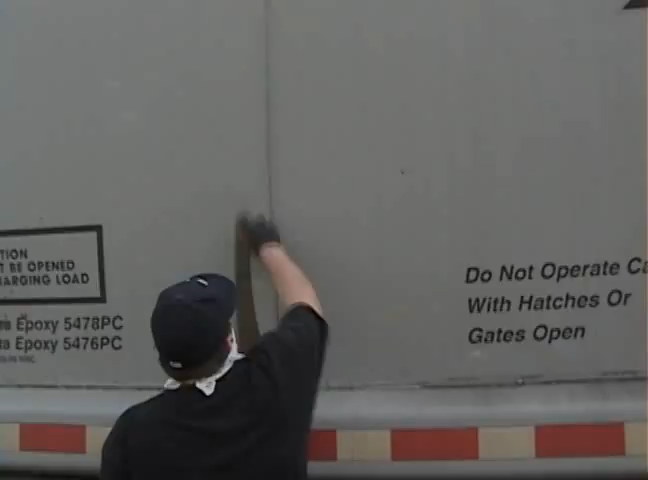 TION
T BE OPENED
ARGING LOAD
Epoxy 5478PC
Epoxy 5476PC
Do Not Operate Ca
With Hatches Or
Gates Open